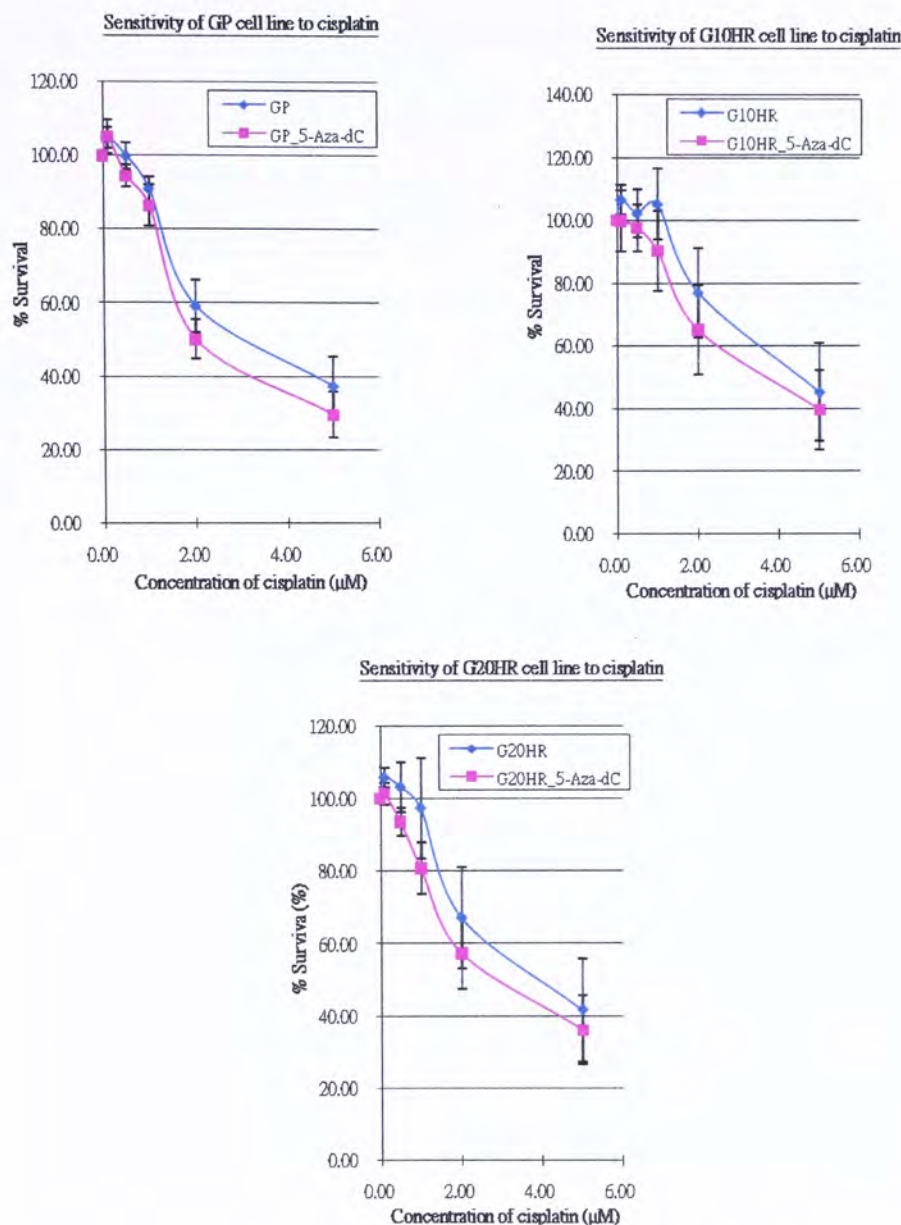 Sensitivity of GP cell line to cisplatin
120.00
100.00
80.00
60.00
40.00
20.00
0.00
% Survival
GP
GP_5-Aza-dC
0.00 2.00 4.00 6.00
Concentration of cisplatin (μM)
Sensitivity of G10HR cell line to cisplatin
140.00
120.00
100.00
80.00
60.00
40.00
20.00
0.00
% Survival
G10HR
G10HR_5-Aza-dC
0.00 2.00 4.00 6.00
Concentration of cisplatin (μM)
Sensitivity of G20HR cell line to cisplatin
120.00
100.00
80.00
60.00
40.00
20.00
0.00
% Surviva (%)
G20HR
G20HR_5-Aza-dC
0.00 2.00 4.00 6.00
Concentration of cisplatin (μM)